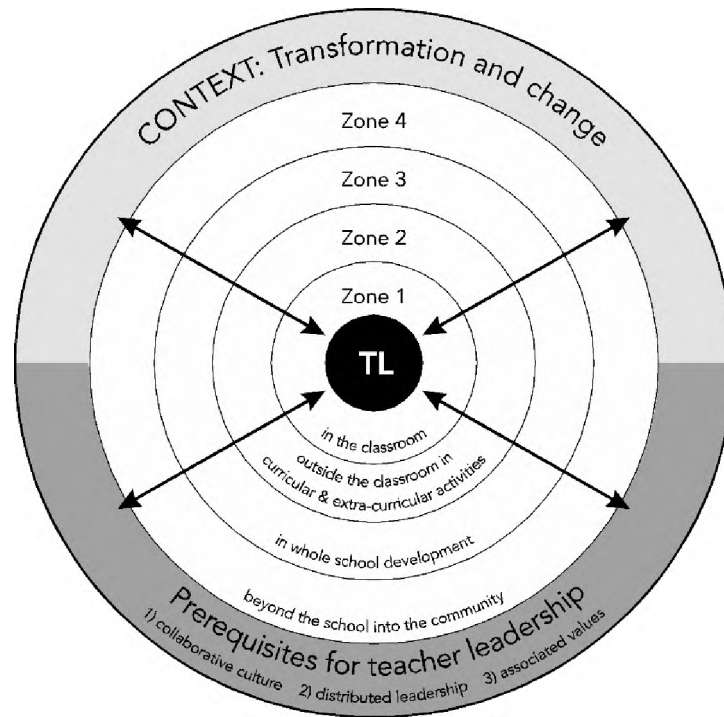 CONTEXT: Transformation and change
Zone 4
Zone 3
Zone 2
Zone 1
TL
in the classroom
outside the classroom in
curricular & extra-curricular activities
in whole school development
beyond the school into the community
Prerequisites for teacher leadership
1) collaborative culture 2) distributed leadership 3) associated values